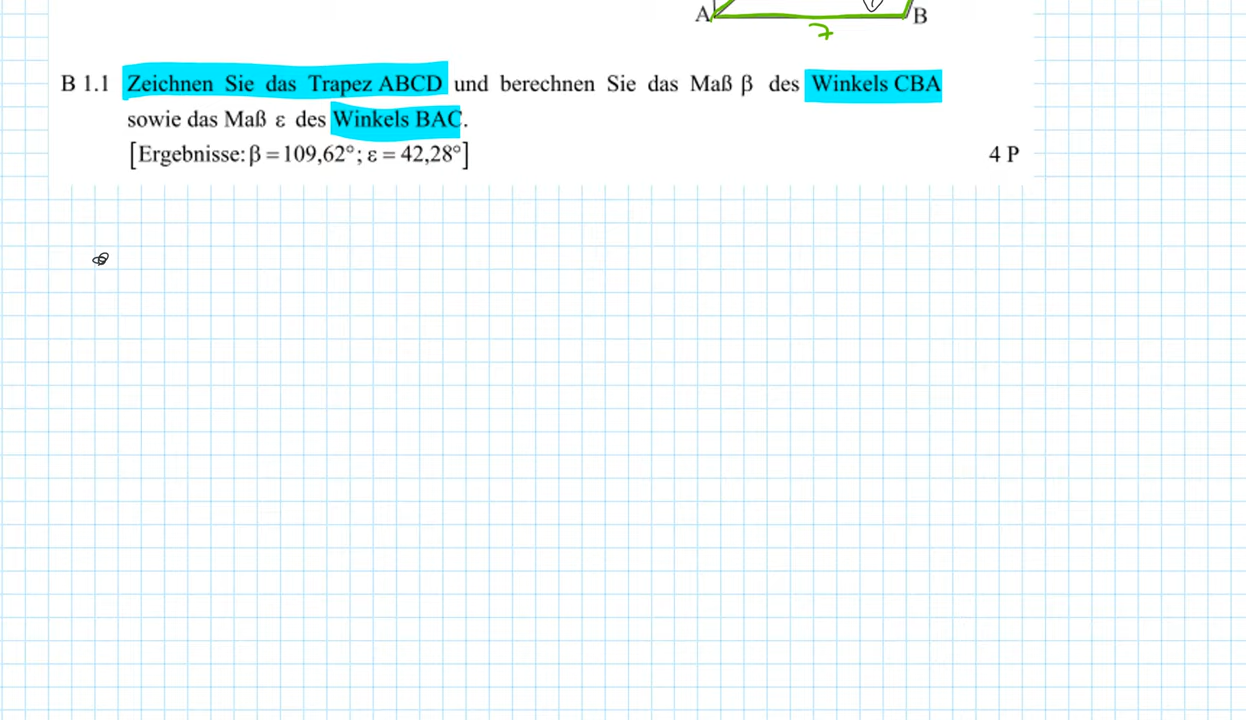 A B
7
B 1.1 Zeichnen Sie das Trapez ABCD und berechnen Sie das Maß β des Winkels CBA
sowie das Maß ε des Winkels BAC.
[Ergebnisse: β = 109,62°; ε = 42,28°] 4 P